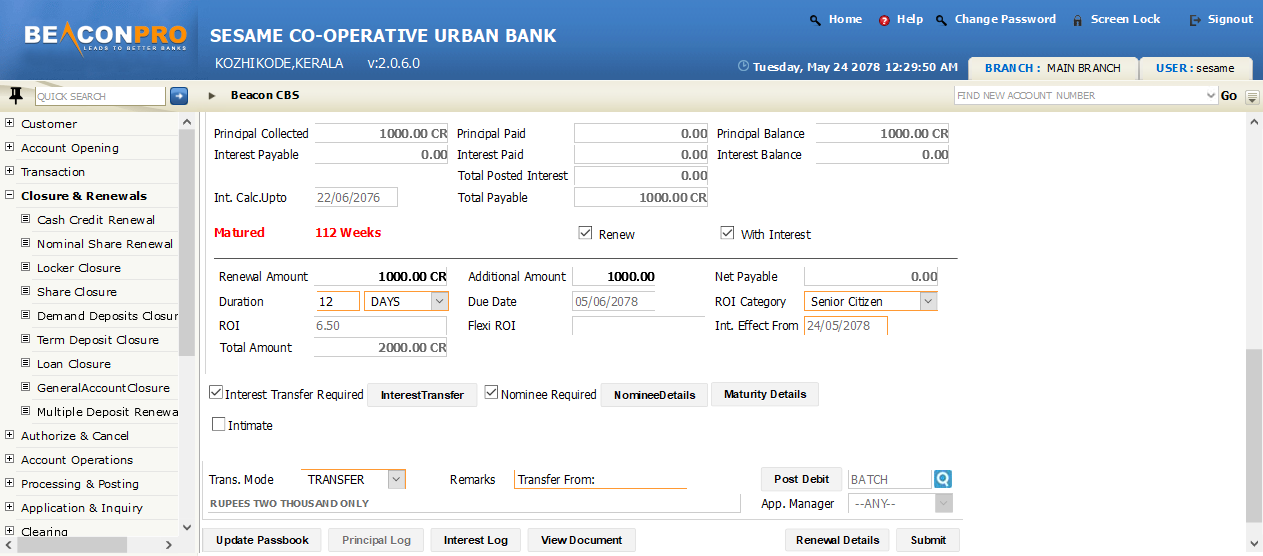 BEACONPRO
LEADS TO BETTER BANKS
SESAME CO-OPERATIVE URBAN BANK
KOZHIKODE,KERALA v:2.0.6.0
Home Help Change Password Screen Lock Signout
Tuesday, May 24 2078 12:29:50 AM BRANCH : MAIN BRANCH USER : sesame
QUICK SEARCH Beacon CBS FIND NEW ACCOUNT NUMBER Go
Customer
Account Opening
Transaction
Closure & Renewals
Cash Credit Renewal
Nominal Share Renewal
Locker Closure
Share Closure
Demand Deposits Closur
Term Deposit Closure
Loan Closure
GeneralAccountClosure
Multiple Deposit Renewa
Authorize & Cancel
Account Operations
Processing & Posting
Application & Inquiry
Clearing
Principal Collected 1000.00 CR Principal Paid 0.00 Principal Balance 1000.00 CR
Interest Payable 0.00 Interest Paid 0.00 Interest Balance 0.00
Total Posted Interest 0.00
Int. Calc.Upto 22/06/2076 Total Payable 1000.00 CR
Matured 112 Weeks Renew With Interest
Renewal Amount 1000.00 CR Additional Amount 1000.00 Net Payable 0.00
Duration 12 DAYS Due Date 05/06/2078 ROI Category Senior Citizen
ROI 6.50 Flexi ROI Int. Effect From 24/05/2078
Total Amount 2000.00 CR
Interest Transfer Required InterestTransfer Nominee Required NomineeDetails Maturity Details
Intimate
Trans. Mode TRANSFER Remarks Transfer From: Post Debit BATCH
RUPEES TWO THOUSAND ONLY App. Manager --ANY--
Update Passbook Principal Log Interest Log View Document Renewal Details Submit